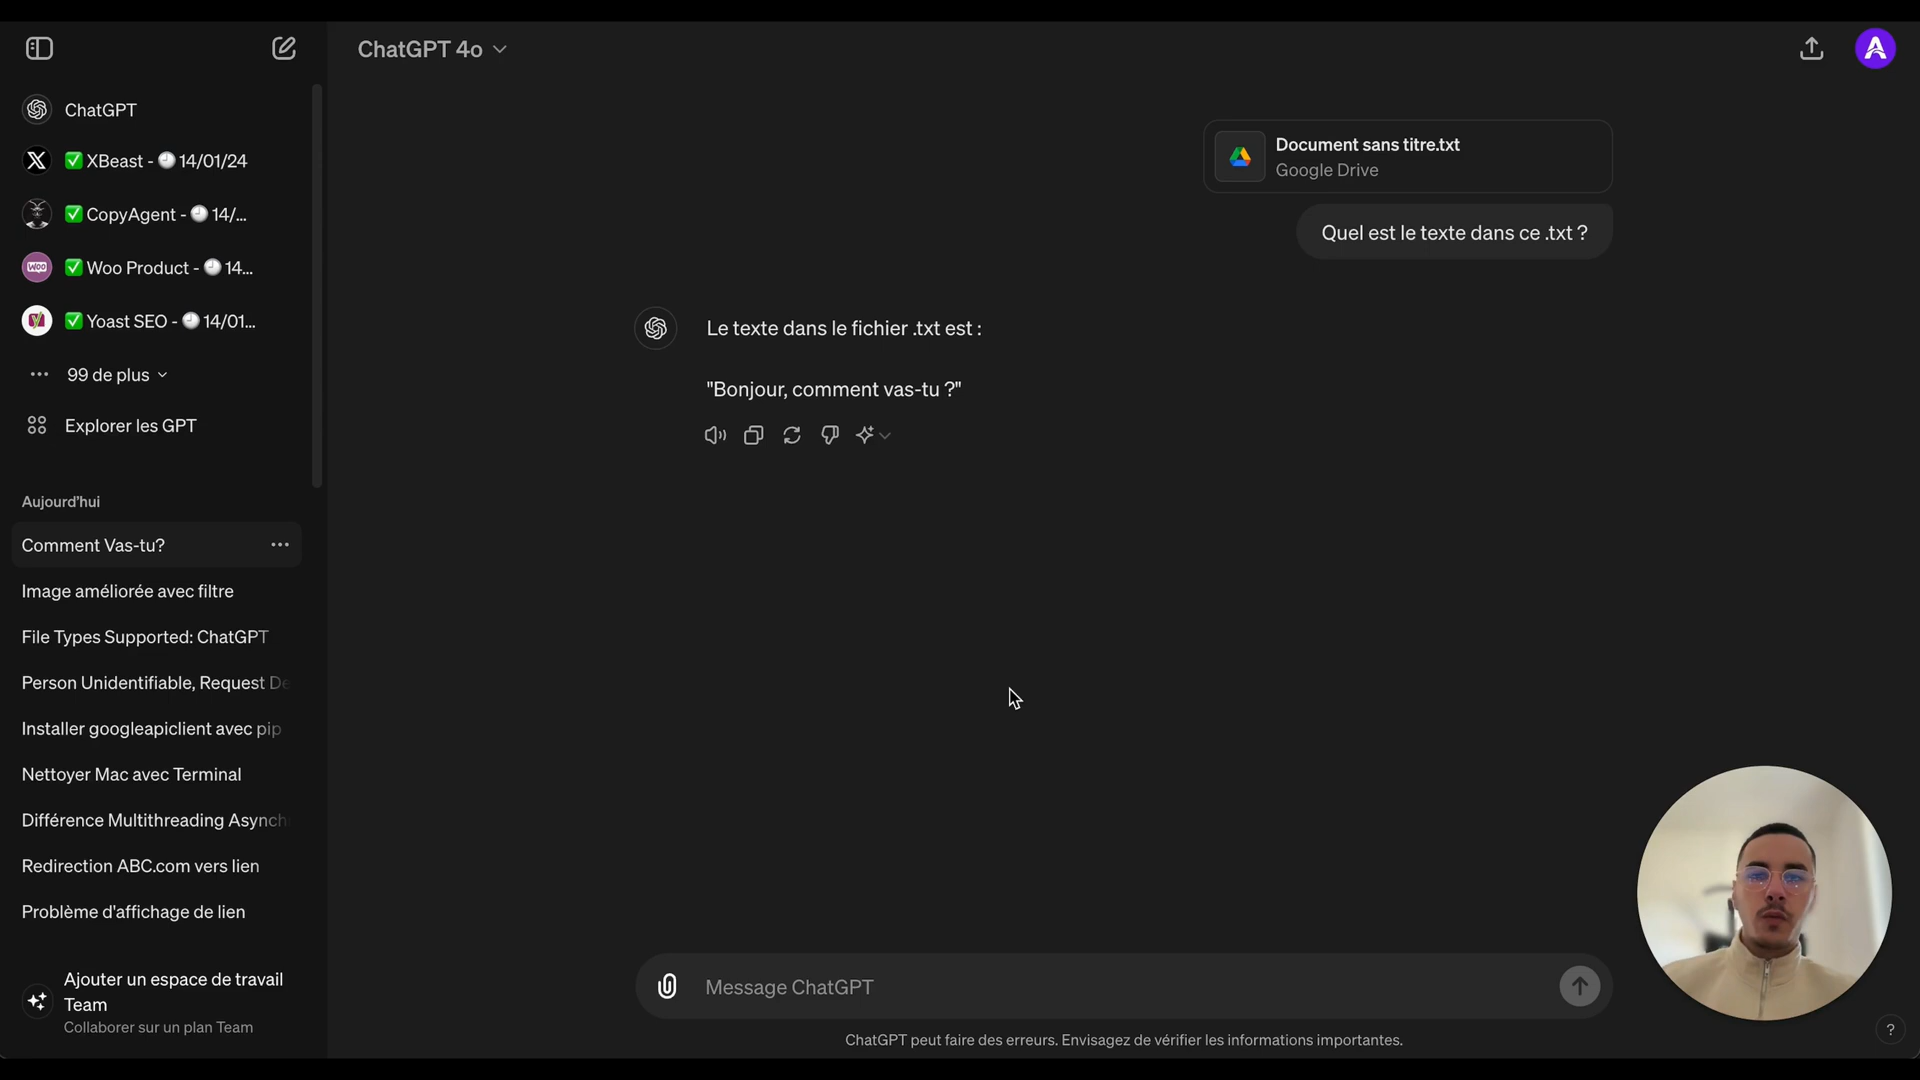 ChatGPT 4o
ChatGPT
✅ XBeast - 🕘 14/01/24
✅ CopyAgent - 🕘 14/...
Woo
✅ Woo Product - 🕘 14...
✅ Yoast SEO - 🕘 14/01...
99 de plus
Explorer les GPT
Aujourd'hui
Comment Vas-tu?
Image améliorée avec filtre
File Types Supported: ChatGPT
Person Unidentifiable, Request De
Installer googleapiclient avec pip
Nettoyer Mac avec Terminal
Différence Multithreading Asynch
Redirection ABC.com vers lien
Problème d'affichage de lien
Ajouter un espace de travail
Team
Collaborer sur un plan Team
A
Document sans titre.txt
Google Drive
Quel est le texte dans ce .txt ?
Le texte dans le fichier .txt est :
"Bonjour, comment vas-tu ?"
Message ChatGPT
ChatGPT peut faire des erreurs. Envisagez de vérifier les informations importantes.
?